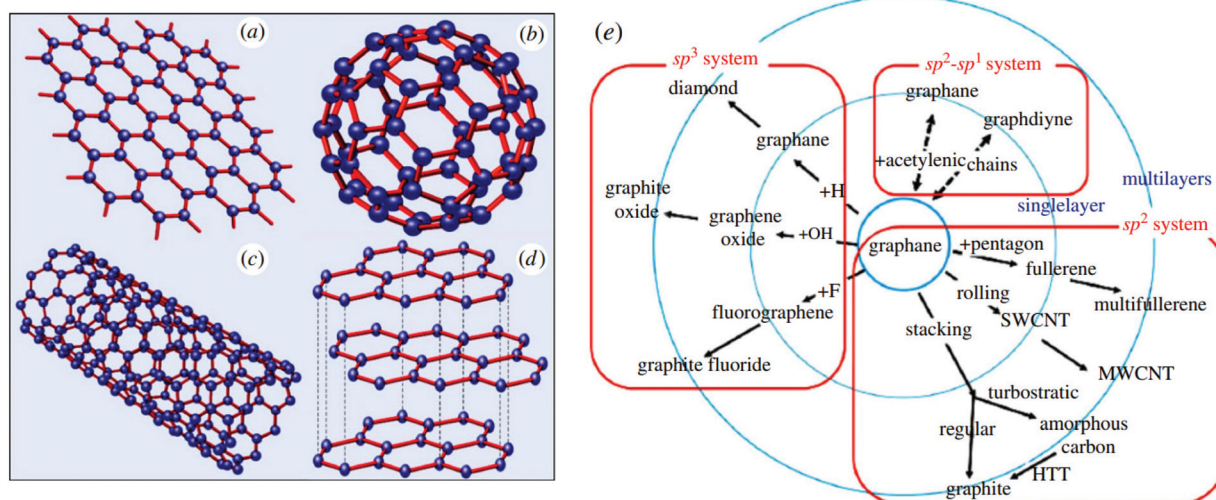 (a)
(b)
(c)
(d)
(e)
sp³ system
diamond
graphane
graphite
oxide
graphene
oxide
+H
+OH
+F
fluorographene
graphite fluoride
sp²-sp¹ system
graphane
graphdiyne
+acetylenic chains
multilayers
singlelayer
sp² system
graphane
+pentagon
fullerene
multifullerene
rolling
SWCNT
MWCNT
stacking
turbostratic
regular
amorphous
carbon
HTT
graphite